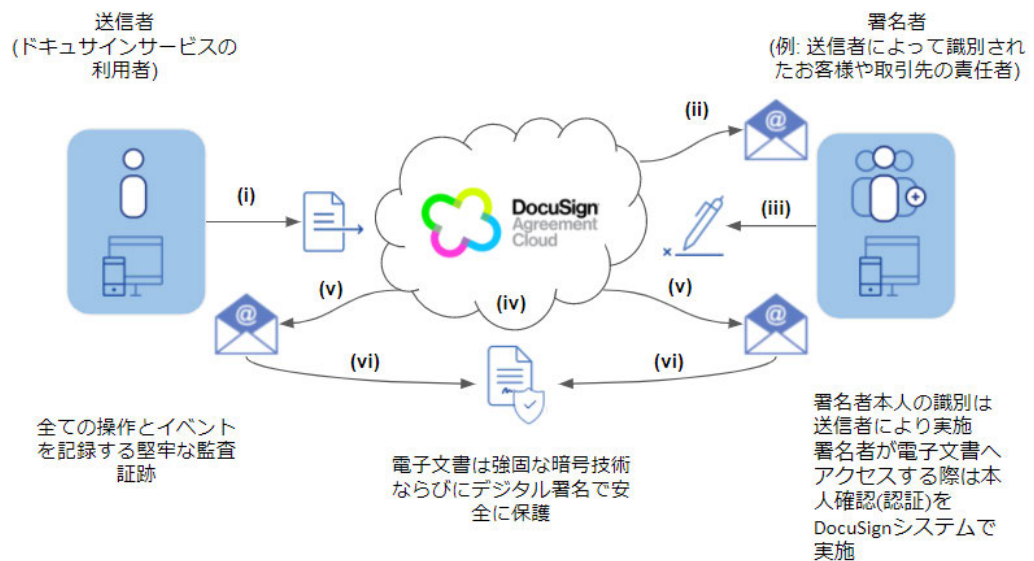 送信者
(ドキュサインサービスの
利用者)
署名者
(例: 送信者によって識別され
たお客様や取引先の責任者)
(i)
(ii)
(iii)
DocuSign
Agreement
Cloud
@
(iv)
(v)
(v)
@
@
(vi)
(vi)
全ての操作とイベント
を記録する堅牢な監査
証跡
電子文書は強固な暗号技術
ならびにデジタル署名で安
全に保護
署名者本人の識別は
送信者により実施
署名者が電子文書へ
アクセスする際は本
人確認(認証)を
DocuSignシステムで
実施